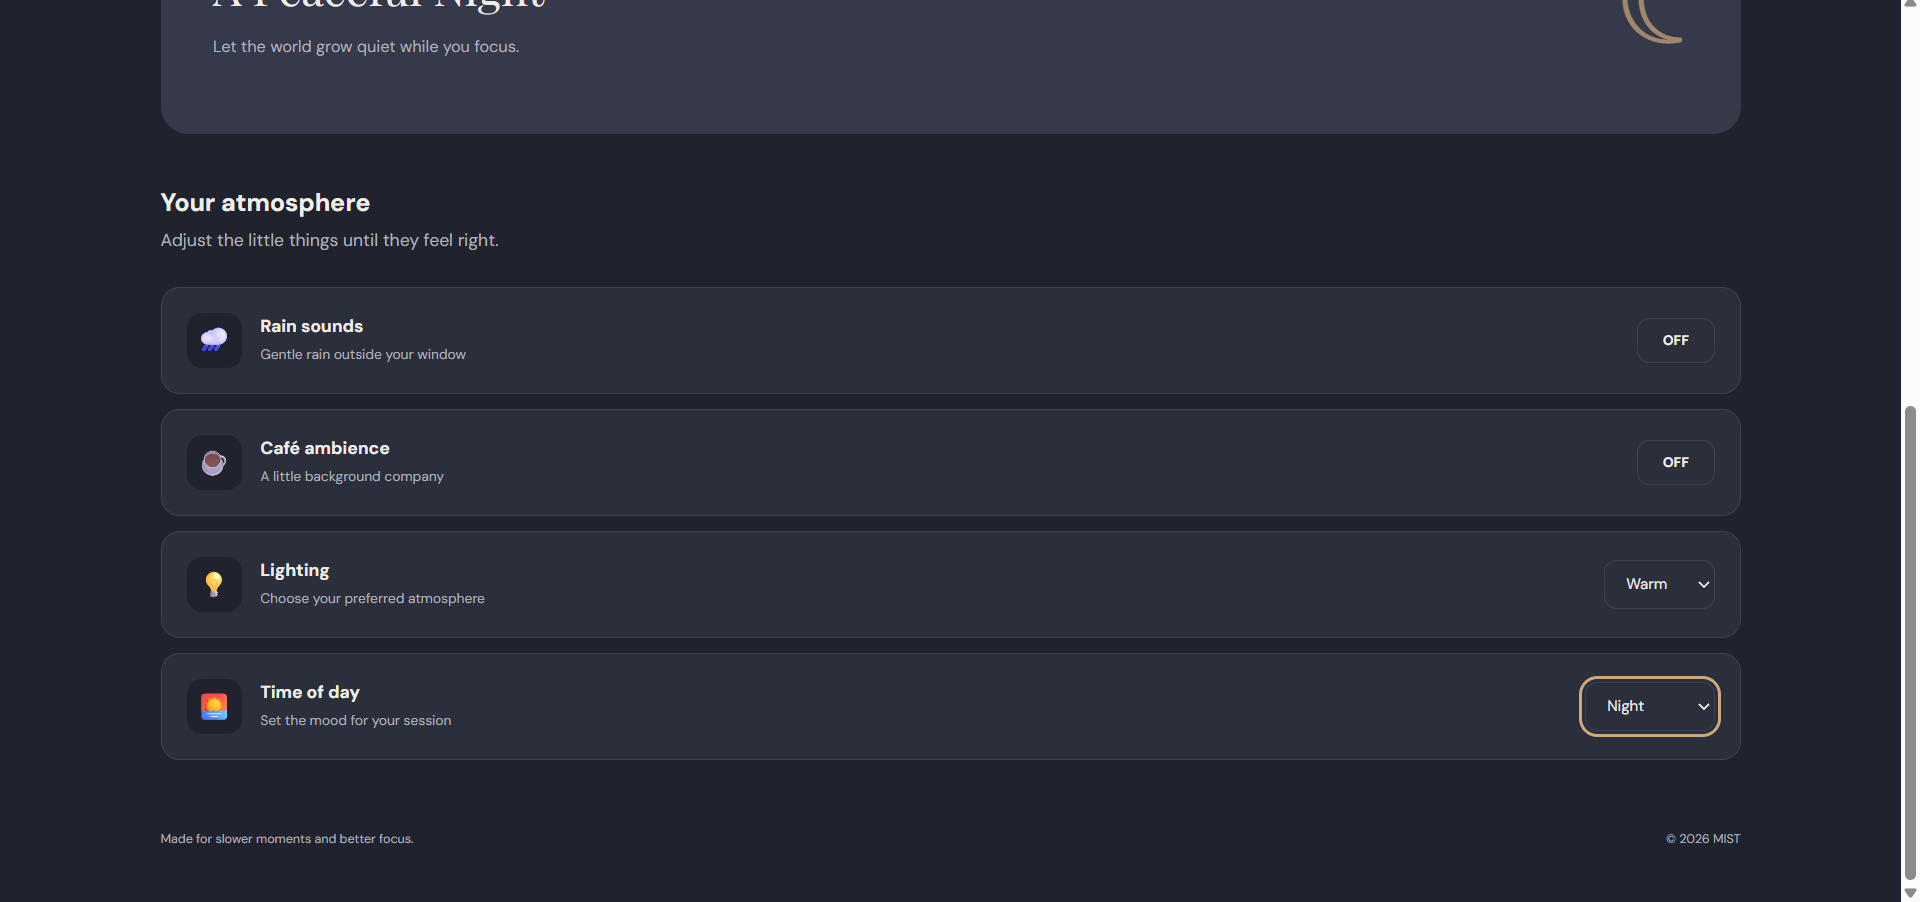 A Peaceful Night
Let the world grow quiet while you focus.
Your atmosphere
Adjust the little things until they feel right.
Rain sounds
Gentle rain outside your window
OFF
Café ambience
A little background company
OFF
Lighting
Choose your preferred atmosphere
Warm
Time of day
Set the mood for your session
Night
Made for slower moments and better focus.
© 2026 MIST